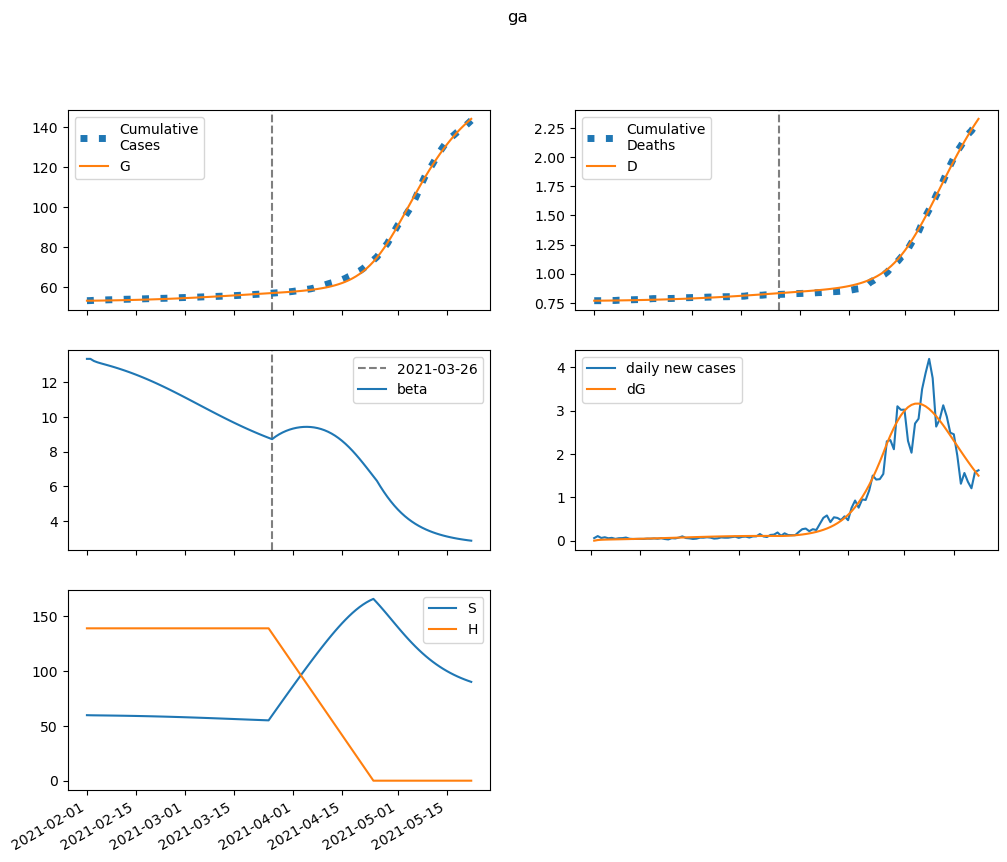 ga
140
120
100
80
60
Cumulative
Cases
G
2.25
2.00
1.75
1.50
1.25
1.00
0.75
Cumulative
Deaths
D
12
10
8
6
4
2021-03-26
beta
4
3
2
1
0
daily new cases
dG
150
100
50
0
S
H
2021-02-01
2021-02-15
2021-03-01
2021-03-15
2021-04-01
2021-04-15
2021-05-01
2021-05-15